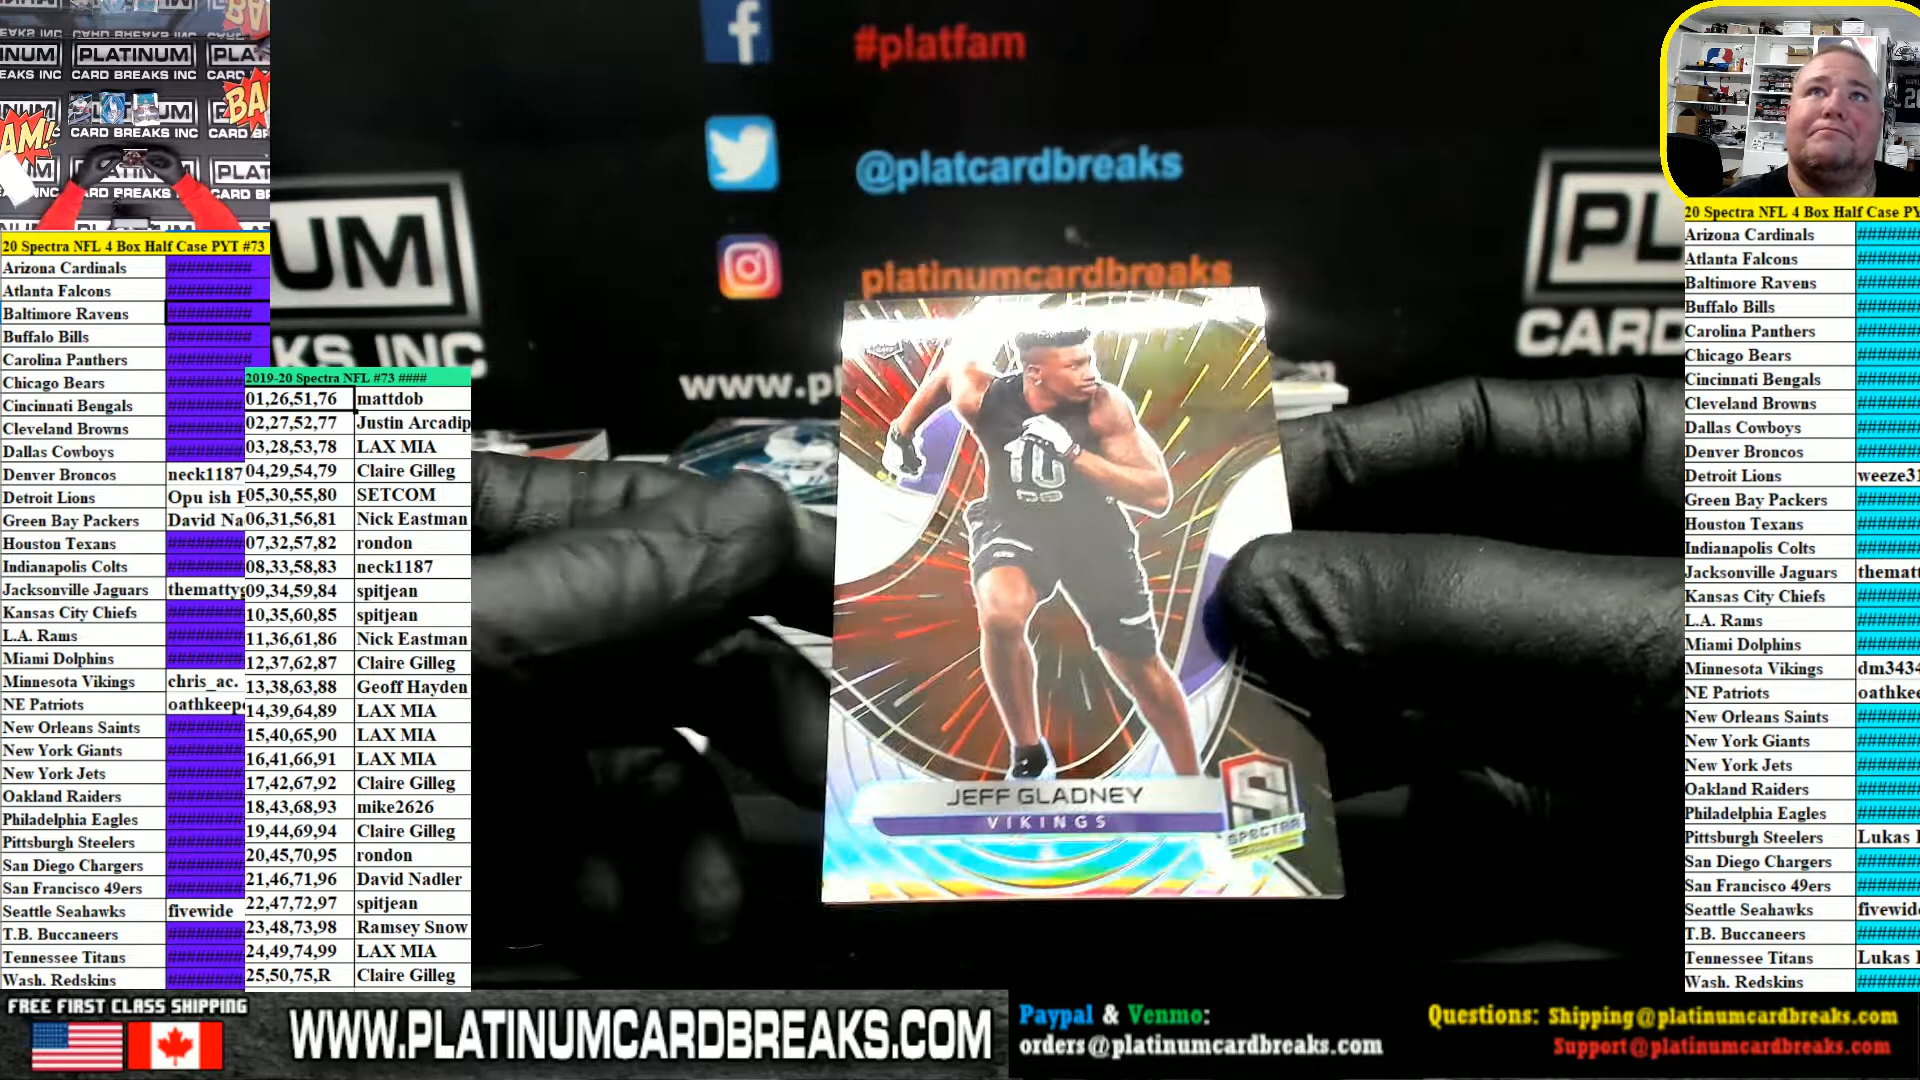 #platfam
@platcardbreaks
platinumcardbreaks
PLATINUM
CARD BREAKS INC
20 Spectra NFL 4 Box Half Case PYT #73
Arizona Cardinals #########
Atlanta Falcons #########
Baltimore Ravens #########
Buffalo Bills #########
Carolina Panthers #########
Chicago Bears
Cincinnati Bengals
Cleveland Browns
Dallas Cowboys
Denver Broncos neck1187
Detroit Lions Opu ish
Green Bay Packers David Na
Houston Texans
Indianapolis Colts
Jacksonville Jaguars themattyg
Kansas City Chiefs
L.A. Rams
Miami Dolphins
Minnesota Vikings chris_ac.
NE Patriots oathkeep
New Orleans Saints
New York Giants
New York Jets
Oakland Raiders
Philadelphia Eagles
Pittsburgh Steelers
San Diego Chargers
San Francisco 49ers
Seattle Seahawks fivewide
T.B. Buccaneers
Tennessee Titans
Wash. Redskins
2019-20 Spectra NFL #73 ####
01,26,51,76 mattdob
02,27,52,77 Justin Arcadip
03,28,53,78 LAX MIA
04,29,54,79 Claire Gilleg
05,30,55,80 SETCOM
06,31,56,81 Nick Eastman
07,32,57,82 rondon
08,33,58,83 neck1187
09,34,59,84 spitjean
10,35,60,85 spitjean
11,36,61,86 Nick Eastman
12,37,62,87 Claire Gilleg
13,38,63,88 Geoff Hayden
14,39,64,89 LAX MIA
15,40,65,90 LAX MIA
16,41,66,91 LAX MIA
17,42,67,92 Claire Gilleg
18,43,68,93 mike2626
19,44,69,94 Claire Gilleg
20,45,70,95 rondon
21,46,71,96 David Nadler
22,47,72,97 spitjean
23,48,73,98 Ramsey Snow
24,49,74,99 LAX MIA
25,50,75,R Claire Gilleg
JEFF GLADNEY
VIKINGS
SPECTRA
20 Spectra NFL 4 Box Half Case PY
Arizona Cardinals
Atlanta Falcons
Baltimore Ravens
Buffalo Bills
Carolina Panthers
Chicago Bears
Cincinnati Bengals
Cleveland Browns
Dallas Cowboys
Denver Broncos
Detroit Lions weeze31
Green Bay Packers
Houston Texans
Indianapolis Colts
Jacksonville Jaguars thematt
Kansas City Chiefs
L.A. Rams
Miami Dolphins
Minnesota Vikings dm3434
NE Patriots oathkee
New Orleans Saints
New York Giants
New York Jets
Oakland Raiders
Philadelphia Eagles
Pittsburgh Steelers Lukas
San Diego Chargers
San Francisco 49ers
Seattle Seahawks fivewid
T.B. Buccaneers
Tennessee Titans Lukas
Wash. Redskins
FREE FIRST CLASS SHIPPING
WWW.PLATINUMCARDBREAKS.COM
Paypal & Venmo:
orders@platinumcardbreaks.com
Questions: Shipping@platinumcardbreaks.com
Support@platinumcardbreaks.com